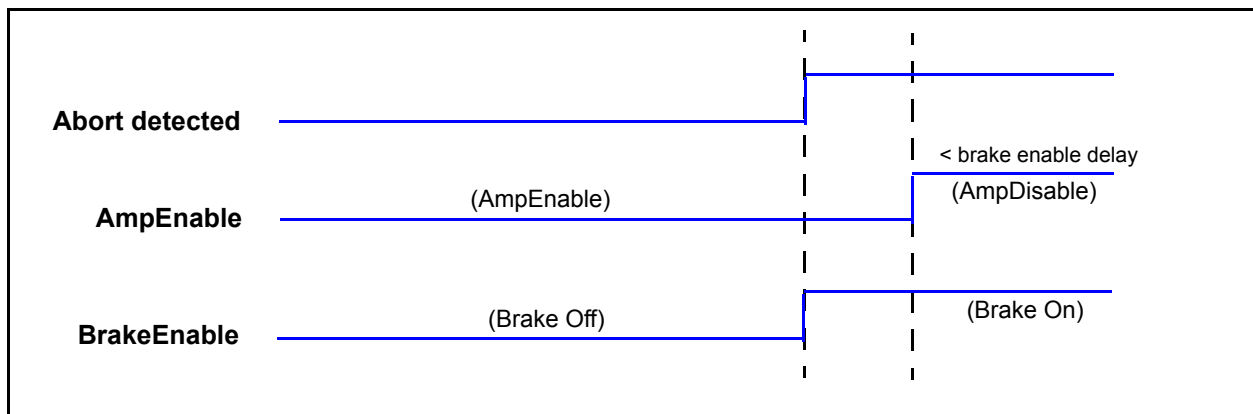 Abort detected
< brake enable delay
(AmpEnable)
(AmpDisable)
AmpEnable
(Brake Off)
(Brake On)
BrakeEnable